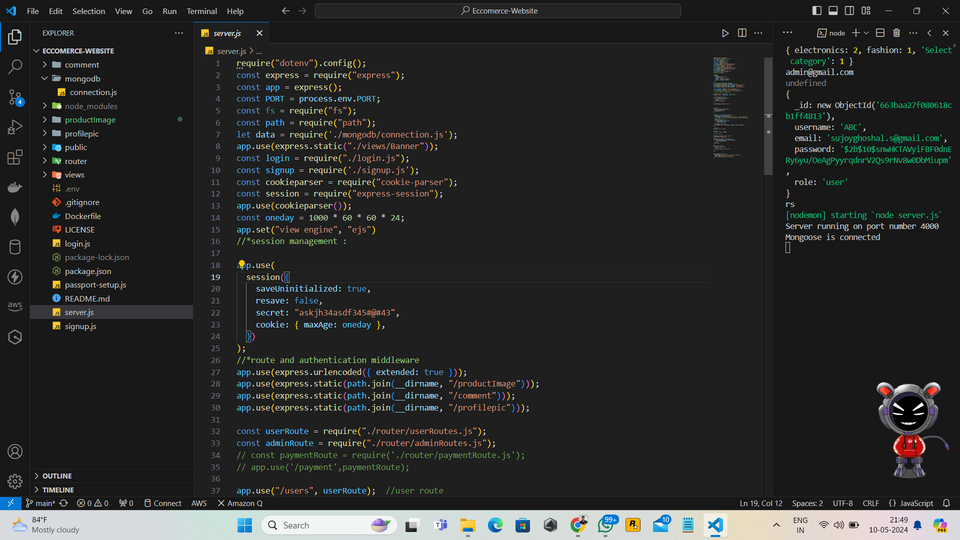 File Edit Selection View Go Run Terminal Help
Eccomerce-Website
EXPLORER
ECCOMERCE-WEBSITE
comment
mongodb
connection.js
node_modules
productImage
profilepic
public
router
views
.env
.gitignore
Dockerfile
LICENSE
login.js
package-lock.json
package.json
passport-setup.js
README.md
server.js
signup.js
OUTLINE
TIMELINE
4
server.js
server.js > ...
1 require("dotenv").config();
2 const express = require("express");
3 const app = express();
4 const PORT = process.env.PORT;
5 const fs = require("fs");
6 const path = require("path");
7 let data = require('./mongodb/connection.js');
8 app.use(express.static("./views/Banner"));
9 const login = require("./login.js");
10 const signup = require('./signup.js');
11 const cookieparser = require("cookie-parser");
12 const session = require("express-session");
13 app.use(cookieparser());
14 const oneday = 1000 * 60 * 60 * 24;
15 app.set("view engine", "ejs")
16 //*session management :
17
18 app.use(
19 session({
20 saveUninitialized: true,
21 resave: false,
22 secret: "askjh34asdf345#@#43",
23 cookie: { maxAge: oneday },
24 })
25 );
26 //*route and authentication middleware
27 app.use(express.urlencoded({ extended: true }));
28 app.use(express.static(path.join(__dirname, "/productImage")));
29 app.use(express.static(path.join(__dirname, "/comment")));
30 app.use(express.static(path.join(__dirname, "/profilepic")));
31
32 const userRoute = require("./router/userRoutes.js");
33 const adminRoute = require("./router/adminRoutes.js");
34 // const paymentRoute = require('./router/paymentRoute.js');
35 // app.use('/payment',paymentRoute);
36
37 app.use("/users", userRoute); //user route
node
{ electronics: 2, fashion: 1, 'Select
category': 1 }
admin@gmail.com
undefined
{
_id: new ObjectId('663baa27f080618c
b1ff4813'),
username: 'ABC',
email: 'sujoyghoshal.s@gmail.com',
password: '$2b$10$snwHKTAVyiFBF0dnE
Ry6yu/OeAgPyyrqdnrV2Qs9rNv8w0DbMiupm'
,
role: 'user'
}
rs
[nodemon] starting `node server.js`
Server running on port number 4000
Mongoose is connected
main* 0 0 0 Connect AWS Amazon Q
Ln 19, Col 12 Spaces: 2 UTF-8 CRLF {} JavaScript
84°F
Mostly cloudy
Search
99+
10
ENG
IN
21:49
10-05-2024